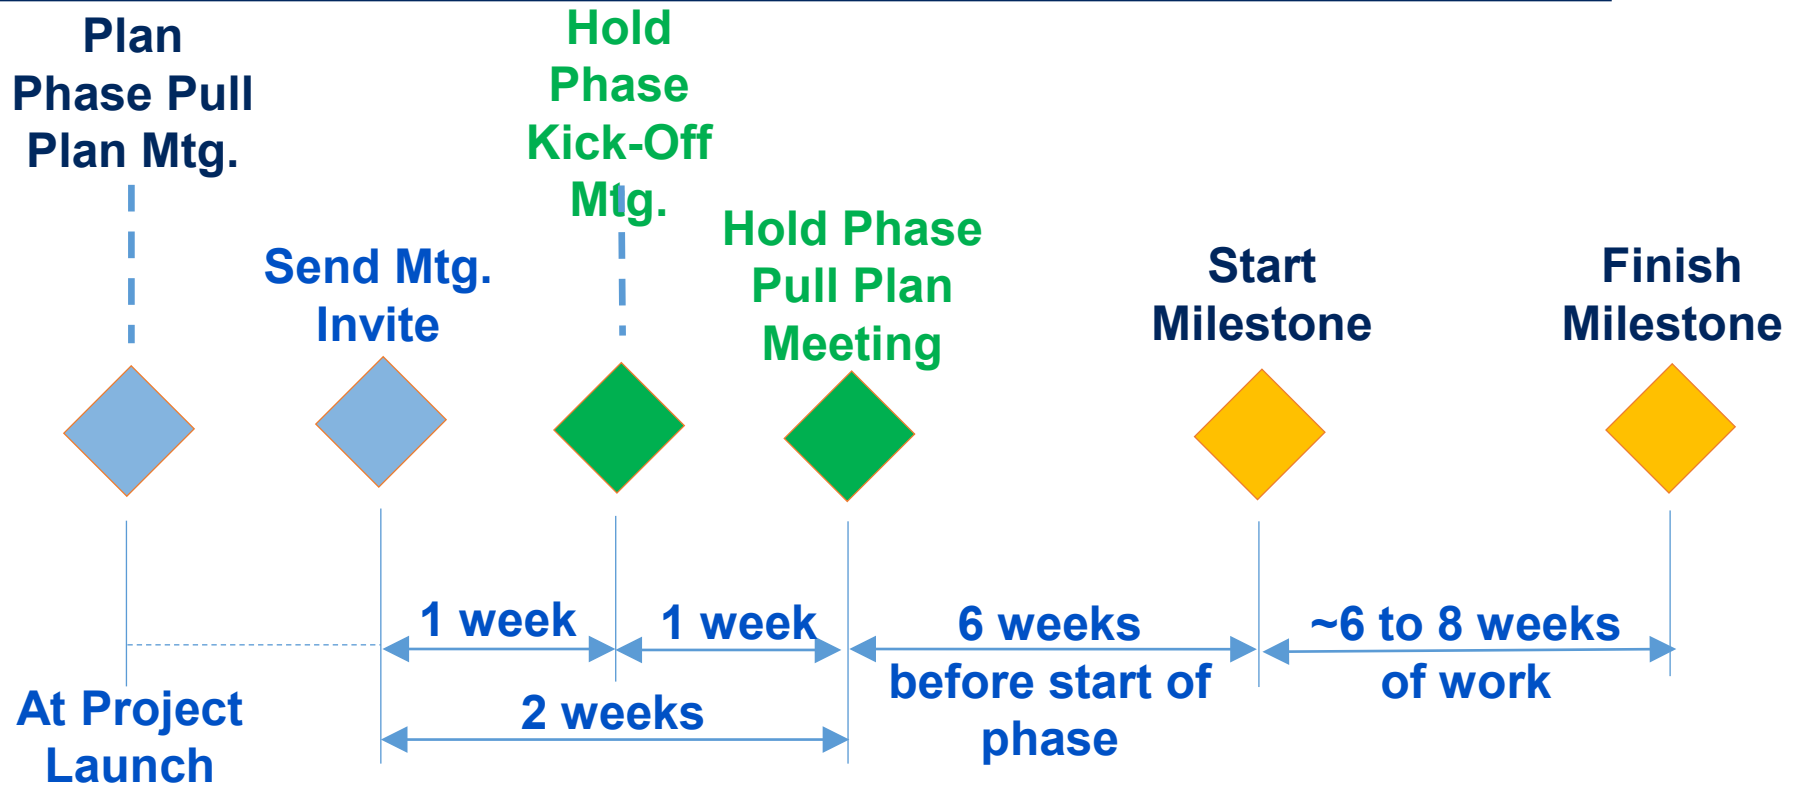 Plan
Phase Pull
Plan Mtg.
Send Mtg.
Invite
Hold
Phase
Kick-Off
Mtg.
Hold Phase
Pull Plan
Meeting
Start
Milestone
Finish
Milestone
At Project
Launch
1 week
1 week
2 weeks
6 weeks
before start of
phase
~6 to 8 weeks
of work